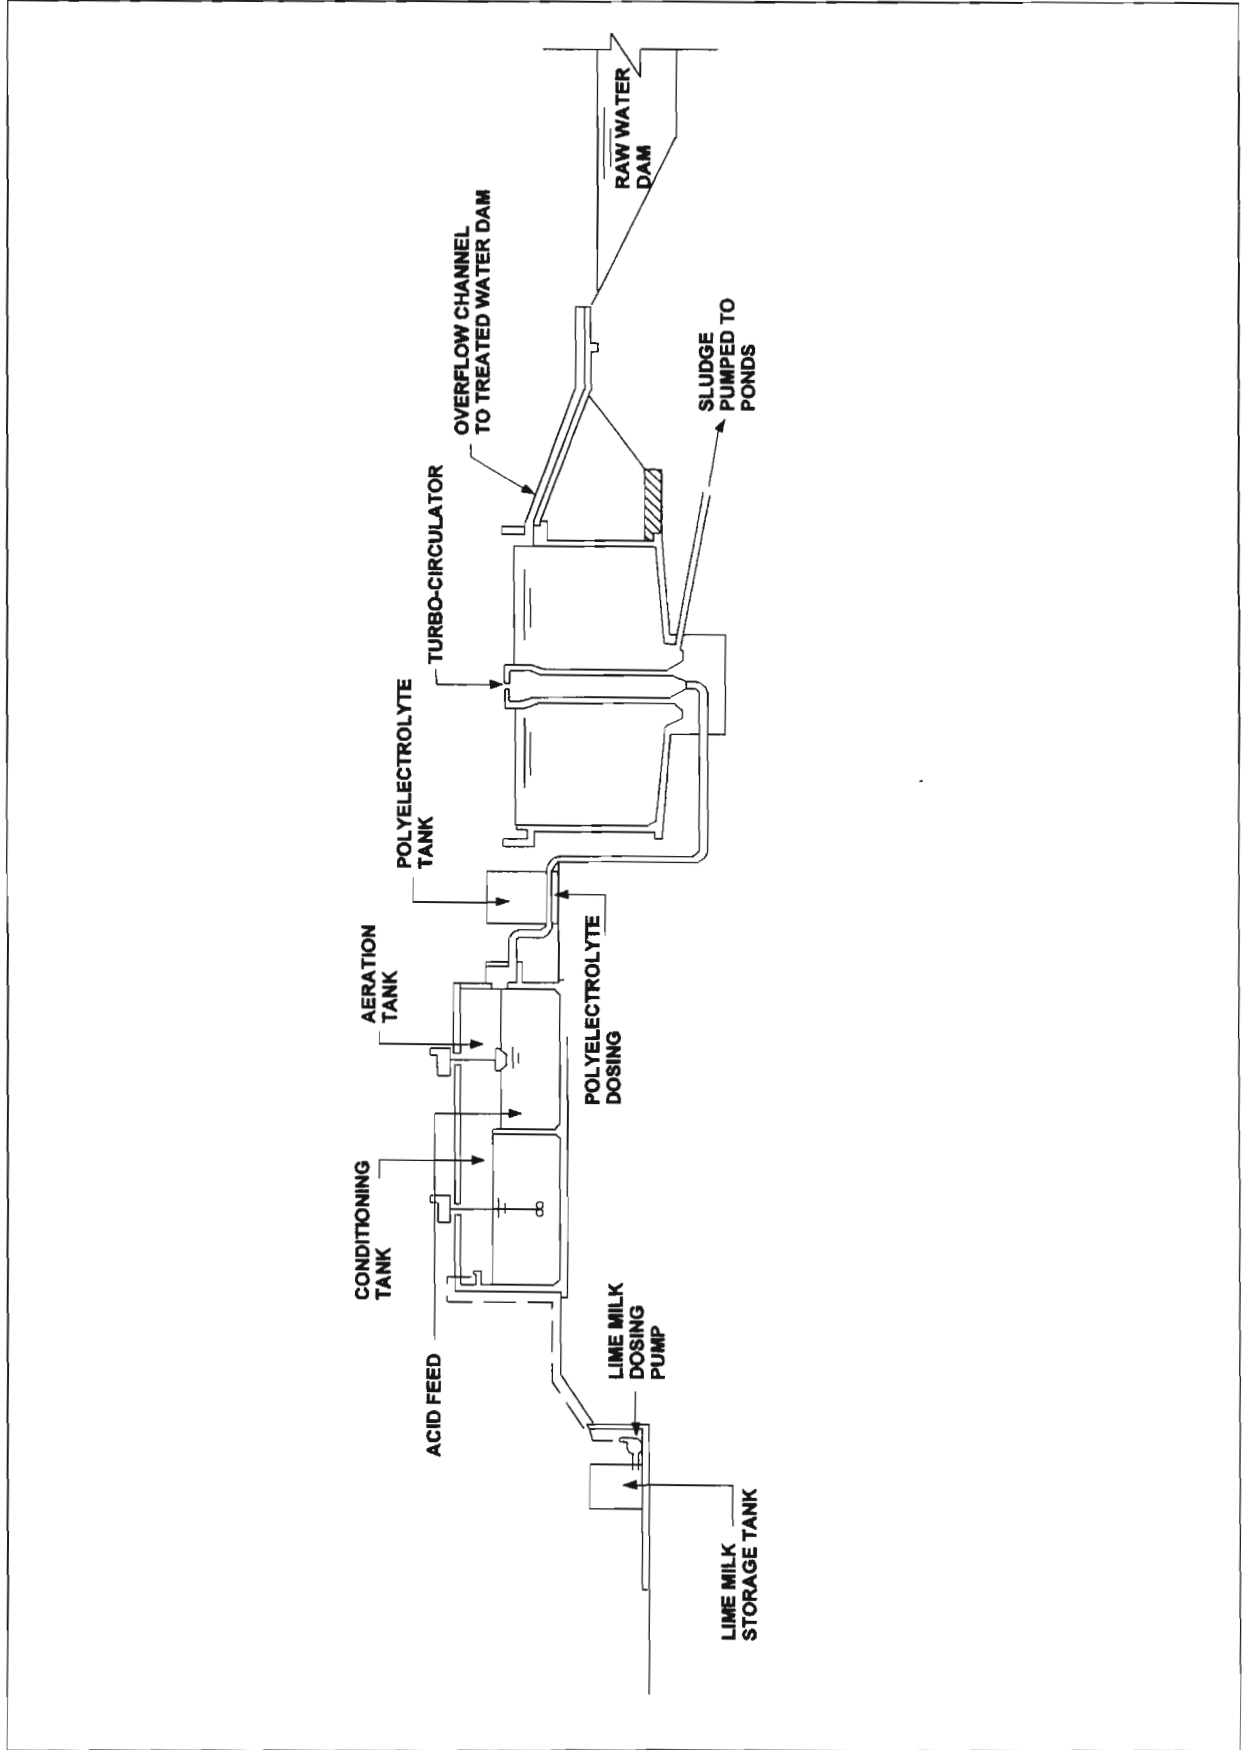 LIME MILK
STORAGE TANK
LIME MILK
DOSING
PUMP
ACID FEED
CONDITIONING
TANK
AERATION
TANK
POLYELECTROLYTE
DOSING
POLYELECTROLYTE
TANK
TURBO-CIRCULATOR
OVERFLOW CHANNEL
TO TREATED WATER DAM
SLUDGE
PUMPED TO
PONDS
RAW WATER
DAM